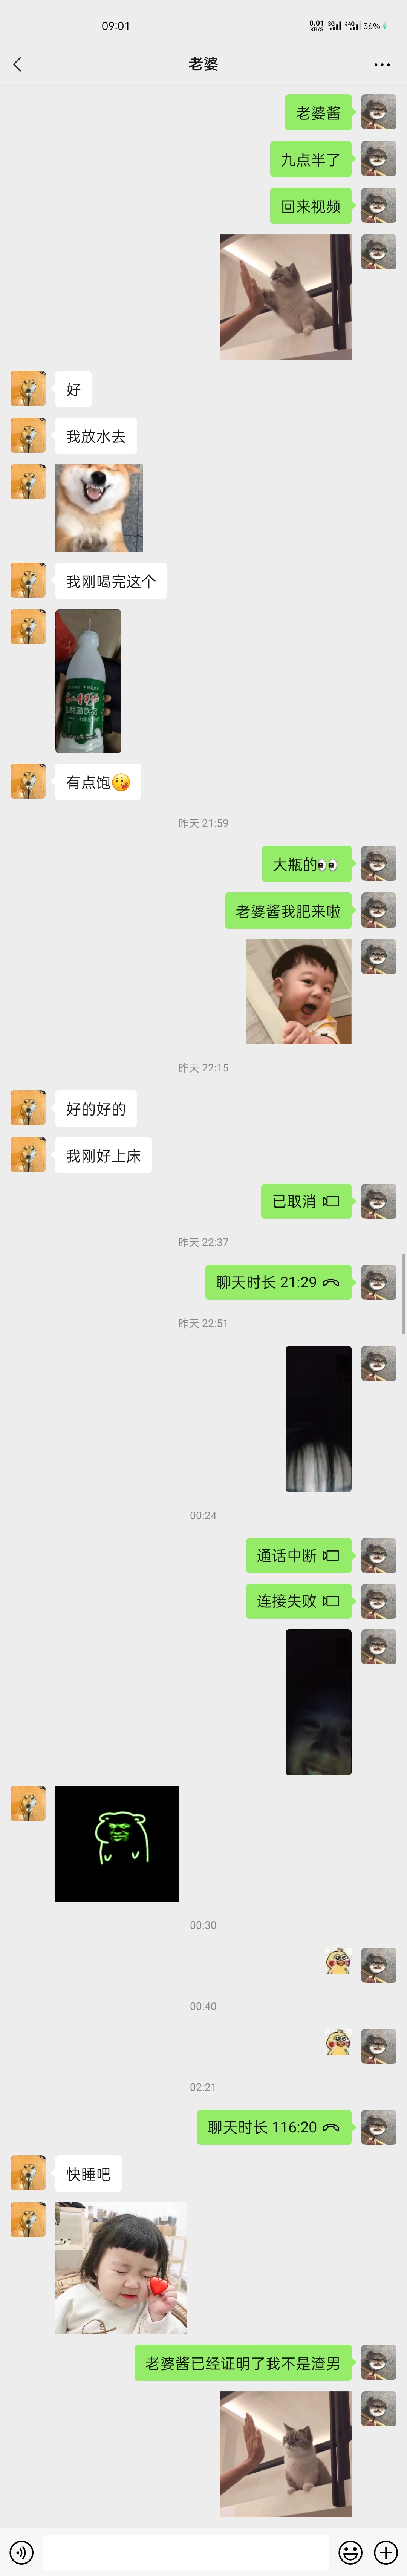 09:01
0.01 KB/S 3G 4G 36%
老婆
老婆酱
九点半了
回来视频
好
我放水去
我刚喝完这个
有点饱
昨天 21:59
大瓶的
老婆酱我肥来啦
昨天 22:15
好的好的
我刚好上床
已取消
昨天 22:37
聊天时长 21:29
昨天 22:51
00:24
通话中断
连接失败
00:30
00:40
02:21
聊天时长 116:20
快睡吧
老婆酱已经证明了我不是渣男